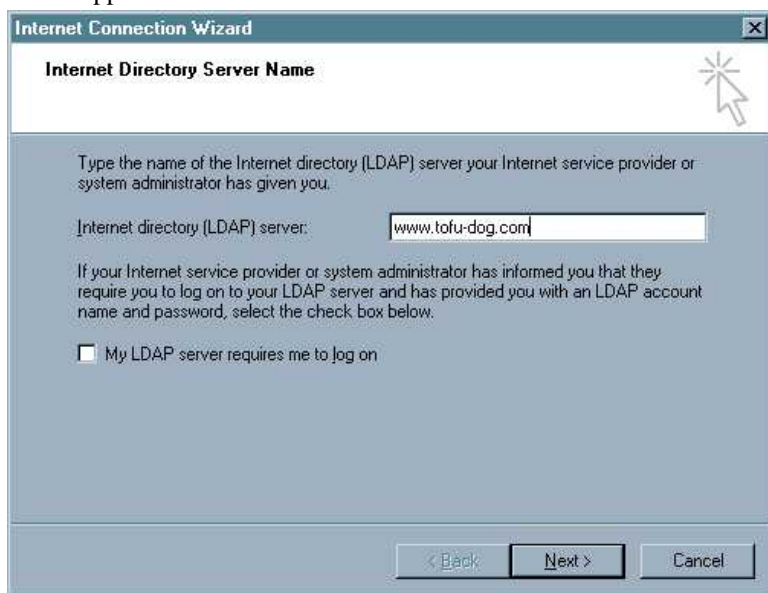 Internet Connection Wizard
Internet Directory Server Name
Type the name of the Internet directory (LDAP) server your Internet service provider or
system administrator has given you.
Internet directory (LDAP) server:
www.tofu-dog.com
If your Internet service provider or system administrator has informed you that they
require you to log on to your LDAP server and has provided you with an LDAP account
name and password, select the check box below.
My LDAP server requires me to log on
< Back
Next >
Cancel